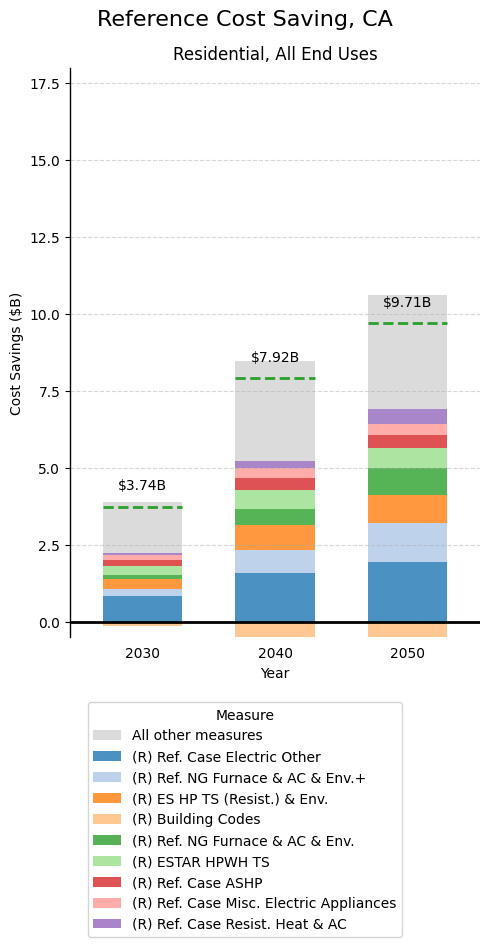 Reference Cost Saving, CA
Residential, All End Uses
17.5
15.0
12.5
10.0
7.5
5.0
2.5
0.0
Cost Savings ($B)
$3.74B
$7.92B
$9.71B
2030
2040
2050
Year
Measure
All other measures
(R) Ref. Case Electric Other
(R) Ref. NG Furnace & AC & Env.+
(R) ES HP TS (Resist.) & Env.
(R) Building Codes
(R) Ref. NG Furnace & AC & Env.
(R) ESTAR HPWH TS
(R) Ref. Case ASHP
(R) Ref. Case Misc. Electric Appliances
(R) Ref. Case Resist. Heat & AC